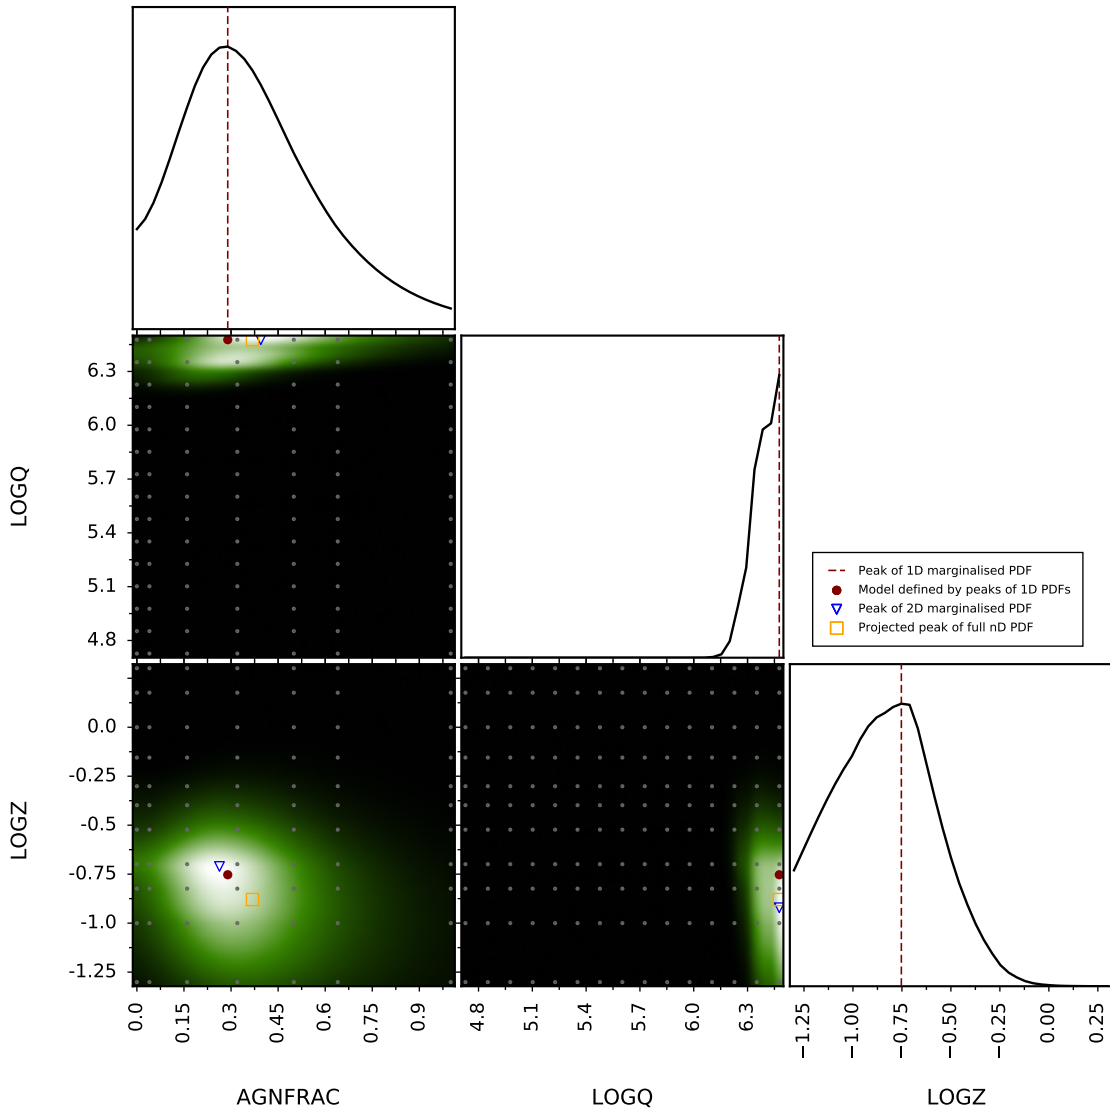 LOGQ
6.3
6.0
5.7
5.4
5.1
4.8
Peak of 1D marginalised PDF
Model defined by peaks of 1D PDFs
Peak of 2D marginalised PDF
Projected peak of full nD PDF
LOGZ
0.0
-0.25
-0.5
-0.75
-1.0
-1.25
0.0 0.15 0.3 0.45 0.6 0.75 0.9
4.8 5.1 5.4 5.7 6.0 6.3
−1.25 −1.00 −0.75 −0.50 −0.25 0.00 0.25
AGNFRAC LOGQ LOGZ